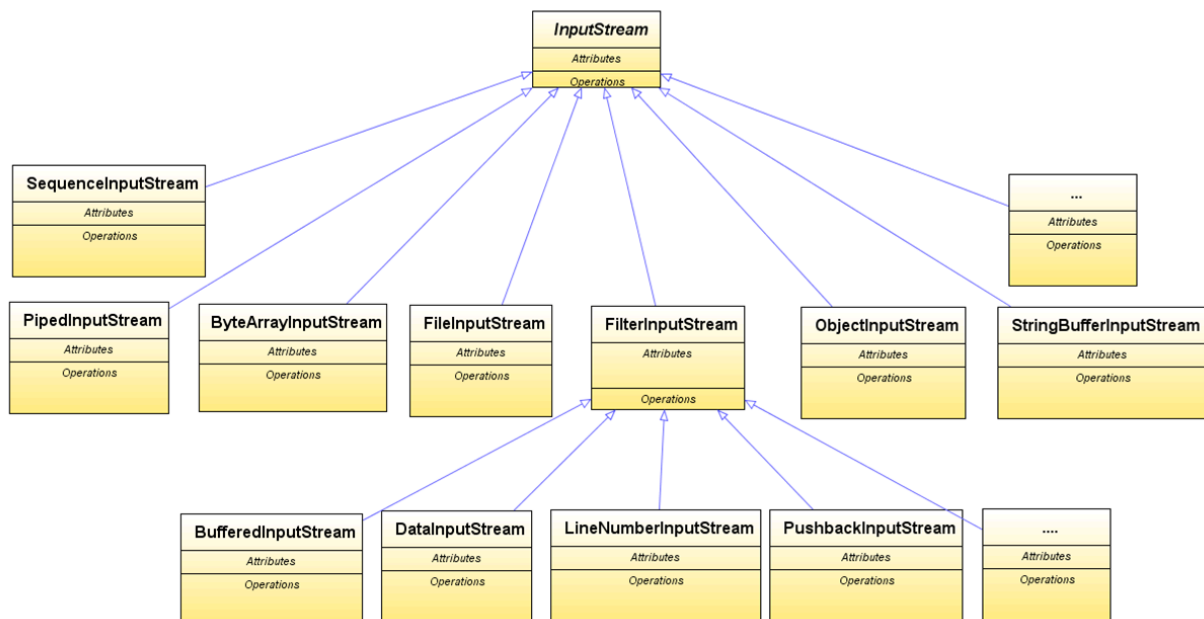 InputStream
Attributes
Operations
SequenceInputStream
Attributes
Operations
...
Attributes
Operations
PipedInputStream
Attributes
Operations
ByteArrayInputStream
Attributes
Operations
FileInputStream
Attributes
Operations
FilterInputStream
Attributes
Operations
ObjectInputStream
Attributes
Operations
StringBufferInputStream
Attributes
Operations
BufferedInputStream
Attributes
Operations
DataInputStream
Attributes
Operations
LineNumberInputStream
Attributes
Operations
PushbackInputStream
Attributes
Operations
....
Attributes
Operations